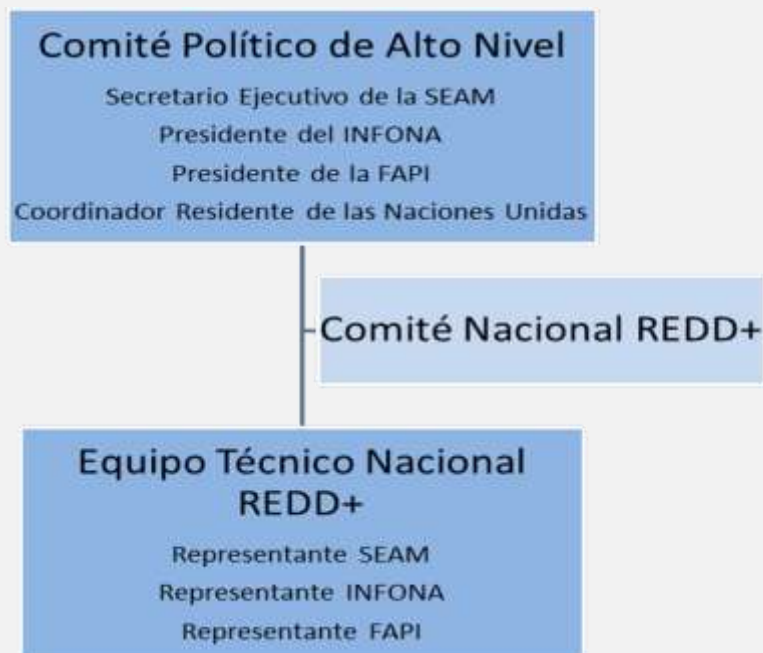 Comité Político de Alto Nivel
Secretario Ejecutivo de la SEAM
Presidente del INFONA
Presidente de la FAPI
Coordinador Residente de las Naciones Unidas
Comité Nacional REDD+
Equipo Técnico Nacional
REDD+
Representante SEAM
Representante INFONA
Representante FAPI